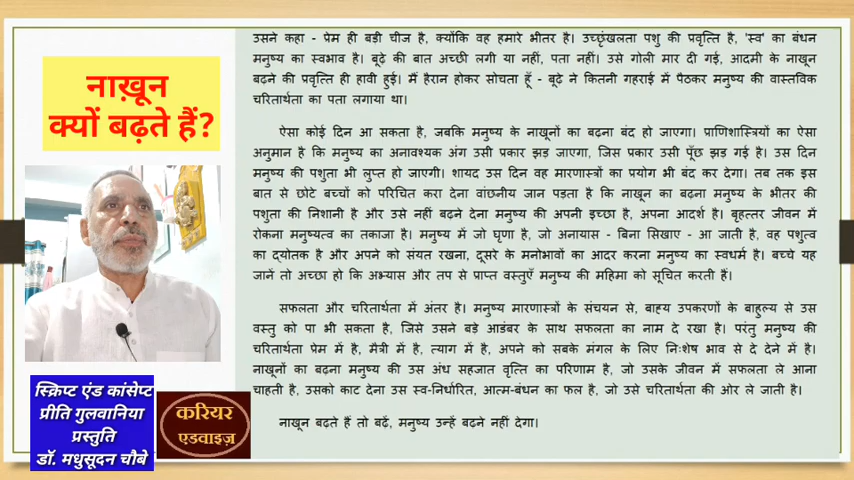 नाख़ून
क्यों बढ़ते हैं?
स्क्रिप्ट एंड कांसेप्ट
प्रीति गुलवानिया
प्रस्तुति
डॉ. मधुसूदन चौबे
करियर
एडवाइज़
उसने कहा - प्रेम ही बड़ी चीज है, क्योंकि वह हमारे भीतर है। उच्छृंखलता पशु की प्रवृत्ति है, 'स्व' का बंधन
मनुष्य का स्वभाव है। बूढ़े की बात अच्छी लगी या नहीं, पता नहीं। उसे गोली मार दी गई, आदमी के नाखून
बढने की प्रवृत्ति ही हावी हुई। मैं हैरान होकर सोचता हूँ - बूढ़े ने कितनी गहराई में पैठकर मनुष्य की वास्तविक
चरितार्थता का पता लगाया था।
ऐसा कोई दिन आ सकता है, जबकि मनुष्य के नाखूनों का बढना बंद हो जाएगा। प्राणिशास्त्रियों का ऐसा
अनुमान है कि मनुष्य का अनावश्यक अंग उसी प्रकार झड़ जाएगा, जिस प्रकार उसी पूँछ झड़ गई है। उस दिन
मनुष्य की पशुता भी लुप्त हो जाएगी। शायद उस दिन वह मारणास्त्रों का प्रयोग भी बंद कर देगा। तब तक इस
बात से छोटे बच्चों को परिचित करा देना वांछनीय जान पड़ता है कि नाखून का बढना मनुष्य के भीतर की
पशुता की निशानी है और उसे नहीं बढने देना मनुष्य की अपनी इच्छा है, अपना आदर्श है। बृहत्तर जीवन में
रोकना मनुष्यत्व का तकाजा है। मनुष्य में जो घृणा है, जो अनायास - बिना सिखाए - आ जाती है, वह पशुत्व
का द्योतक है और अपने को संयत रखना, दूसरे के मनोभावों का आदर करना मनुष्य का स्वधर्म है। बच्चे यह
जानें तो अच्छा हो कि अभ्यास और तप से प्राप्त वस्तुएँ मनुष्य की महिमा को सूचित करती हैं।
सफलता और चरितार्थता में अंतर है। मनुष्य मारणास्त्रों के संचयन से, बाह्य उपकरणों के बाहुल्य से उस
वस्तु को पा भी सकता है, जिसे उसने बड़े आडंबर के साथ सफलता का नाम दे रखा है। परंतु मनुष्य की
चरितार्थता प्रेम में है, मैत्री में है, त्याग में है, अपने को सबके मंगल के लिए निःशेष भाव से दे देने में है।
नाखूनों का बढना मनुष्य की उस अंध सहजात वृत्ति का परिणाम है, जो उसके जीवन में सफलता ले आना
चाहती है, उसको काट देना उस स्व-निर्धारित, आत्म-बंधन का फल है, जो उसे चरितार्थता की ओर ले जाती है।
नाखून बढते हैं तो बढें, मनुष्य उन्हें बढने नहीं देगा।